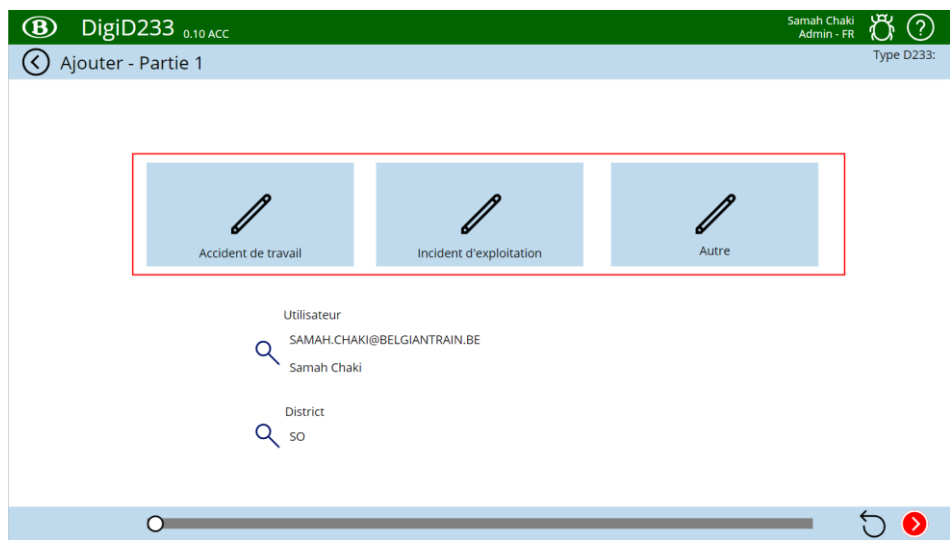 B DigiD233 0.10 ACC
Samah Chaki
Admin - FR
?
Ajouter - Partie 1
Type D233:
Accident de travail
Incident d'exploitation
Autre
Utilisateur
SAMAH.CHAKI@BELGIANTRAIN.BE
Samah Chaki
District
SO